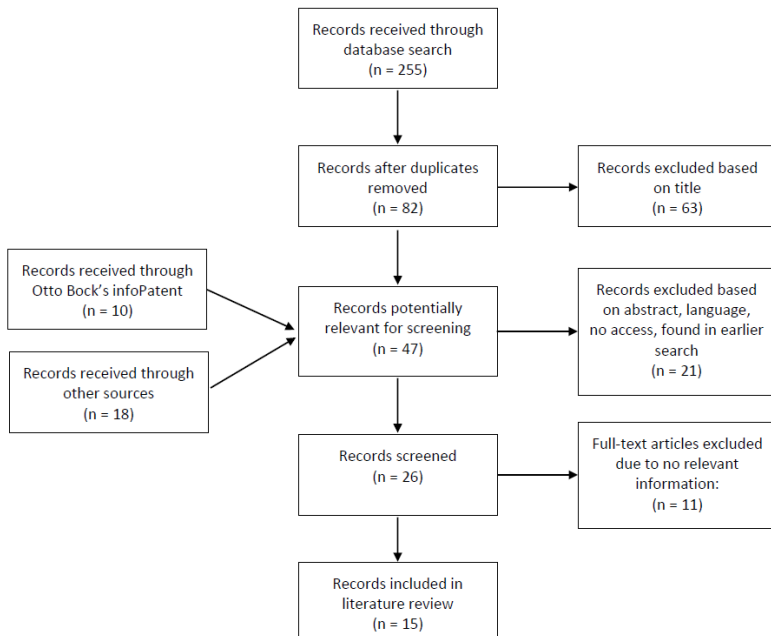 Records received through
database search
(n = 255)
Records after duplicates
removed
(n = 82)
Records excluded based
on title
(n = 63)
Records received through
Otto Bock's infoPatent
(n = 10)
Records potentially
relevant for screening
(n = 47)
Records excluded based
on abstract, language,
no access, found in earlier
search
(n = 21)
Records received through
other sources
(n = 18)
Records screened
(n = 26)
Full-text articles excluded
due to no relevant
information:
(n = 11)
Records included in
literature review
(n = 15)